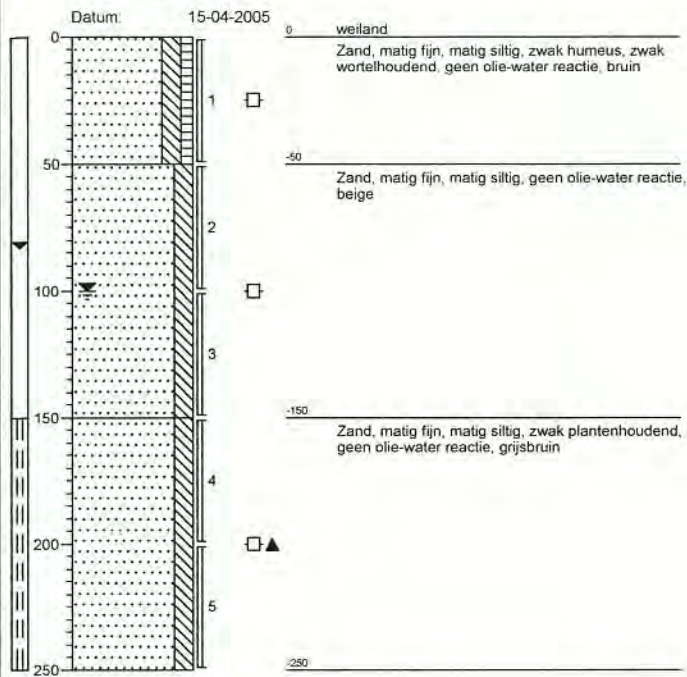 Datum: 15-04-2005
0
0 weiland
Zand, matig fijn, matig siltig, zwak humeus, zwak
wortelhoudend, geen olie-water reactie, bruin
1
50
-50
Zand, matig fijn, matig siltig, geen olie-water reactie,
beige
2
100
3
150
-150
Zand, matig fijn, matig siltig, zwak plantenhoudend,
geen olie-water reactie, grijsbruin
4
200
5
250
-250